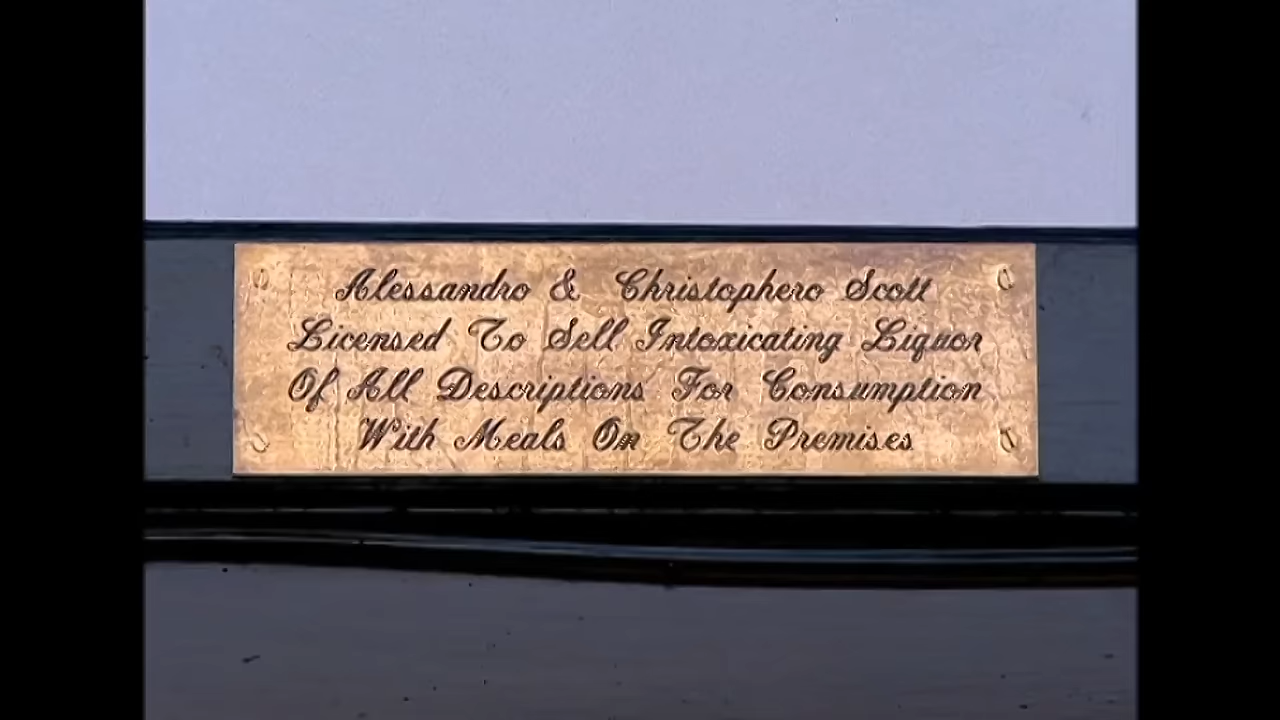 Alessandro & Christophero Scott
Licensed To Sell Intoxicating Liquor
Of All Descriptions For Consumption
With Meals On The Premises